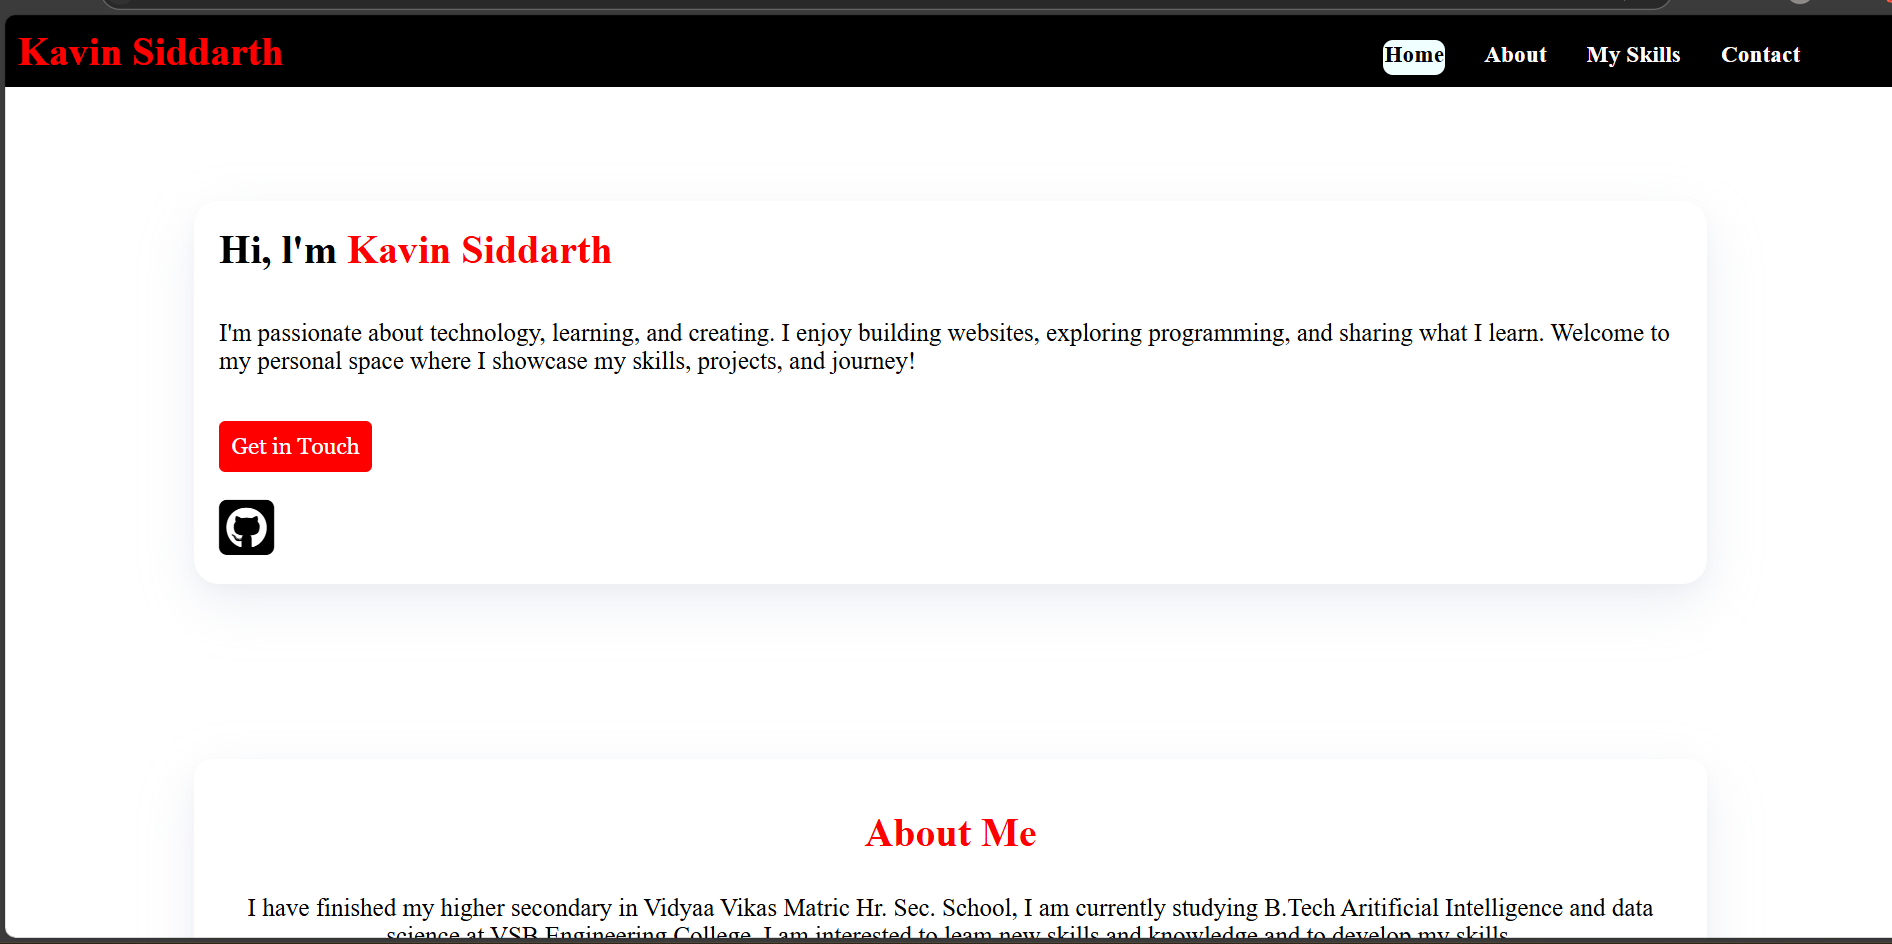 Kavin Siddarth
Home About My Skills Contact
Hi, l'm Kavin Siddarth
I'm passionate about technology, learning, and creating. I enjoy building websites, exploring programming, and sharing what I learn. Welcome to
my personal space where I showcase my skills, projects, and journey!
Get in Touch
About Me
I have finished my higher secondary in Vidyaa Vikas Matric Hr. Sec. School, I am currently studying B.Tech Aritificial Intelligence and data
science at VSB Engineering College. I am interested to learn new skills and knowledge and to develop my skills.